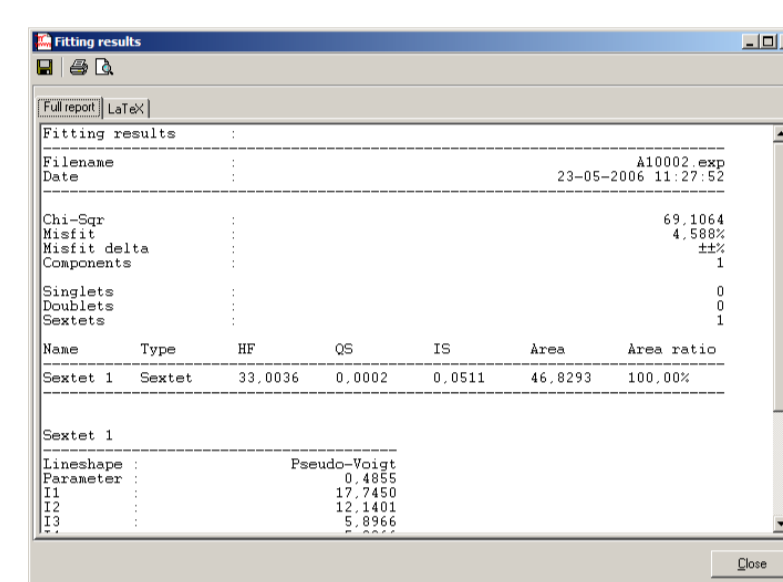 Fitting results
Full report LaTeX
Fitting results :
Filename : A10002.exp
Date : 23-05-2006 11:27:52
Chi-Sqr : 69,1064
Misfit : 4,588%
Misfit delta : ±±%
Components : 1
Singlets : 0
Doublets : 0
Sextets : 1
Name Type HF QS IS Area Area ratio
Sextet 1 Sextet 33,0036 0,0002 0,0511 46,8293 100,00%
Sextet 1
Lineshape : Pseudo-Voigt
Parameter : 0,4855
I1 : 17,7450
I2 : 12,1401
I3 : 5,8966
Close